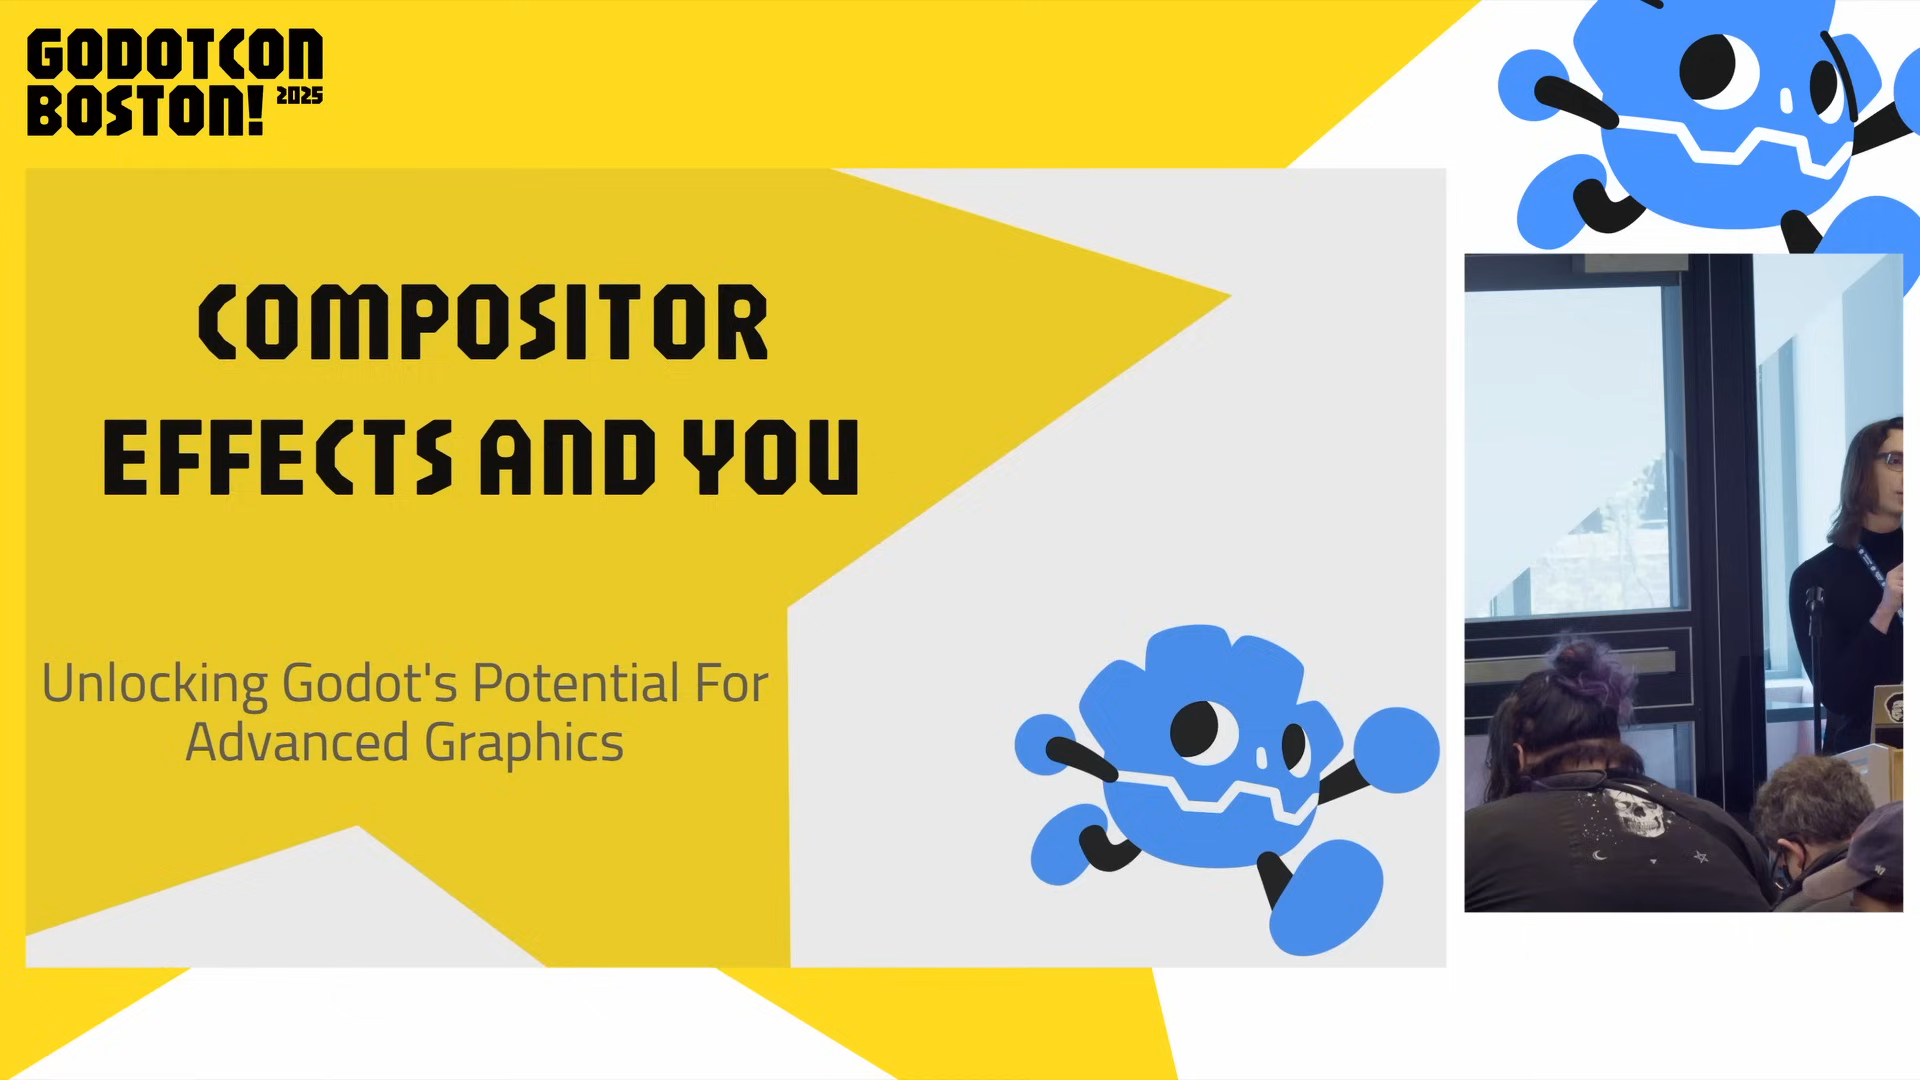 GODOTCON
BOSTON! 2025
COMPOSITOR
EFFECTS AND YOU
Unlocking Godot's Potential For
Advanced Graphics